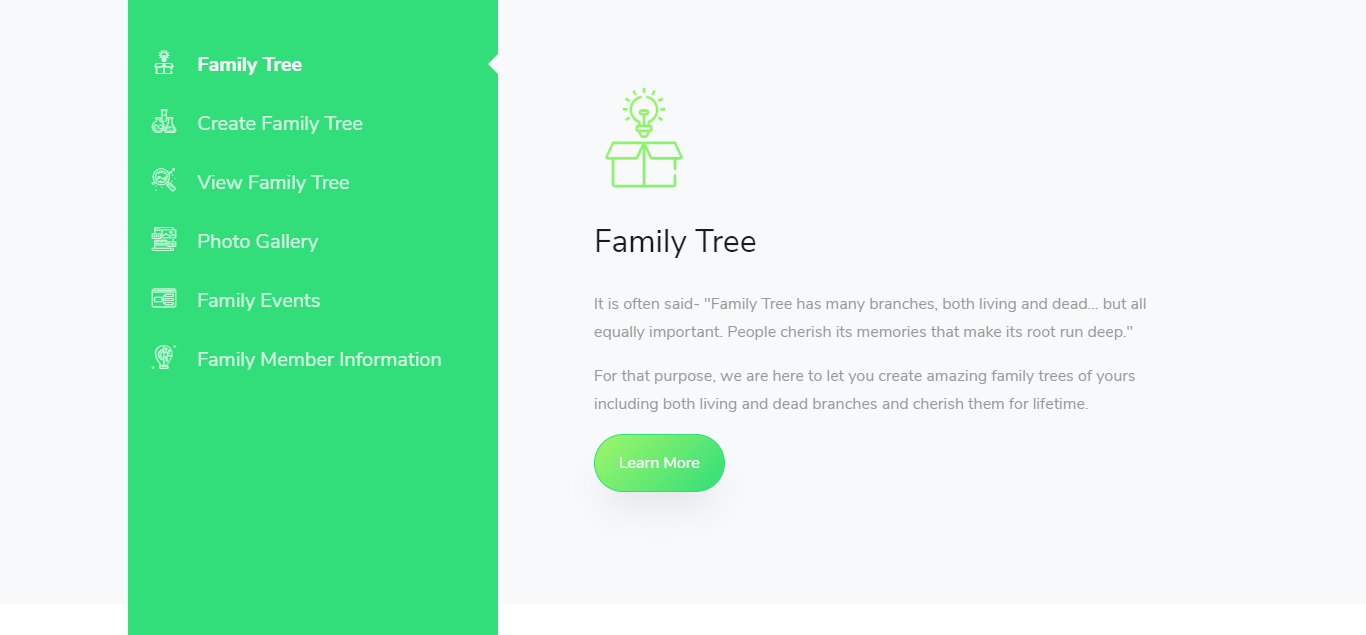 Family Tree
Create Family Tree
View Family Tree
Photo Gallery
Family Events
Family Member Information
Family Tree
It is often said- "Family Tree has many branches, both living and dead... but all
equally important. People cherish its memories that make its root run deep."
For that purpose, we are here to let you create amazing family trees of yours
including both living and dead branches and cherish them for lifetime.
Learn More